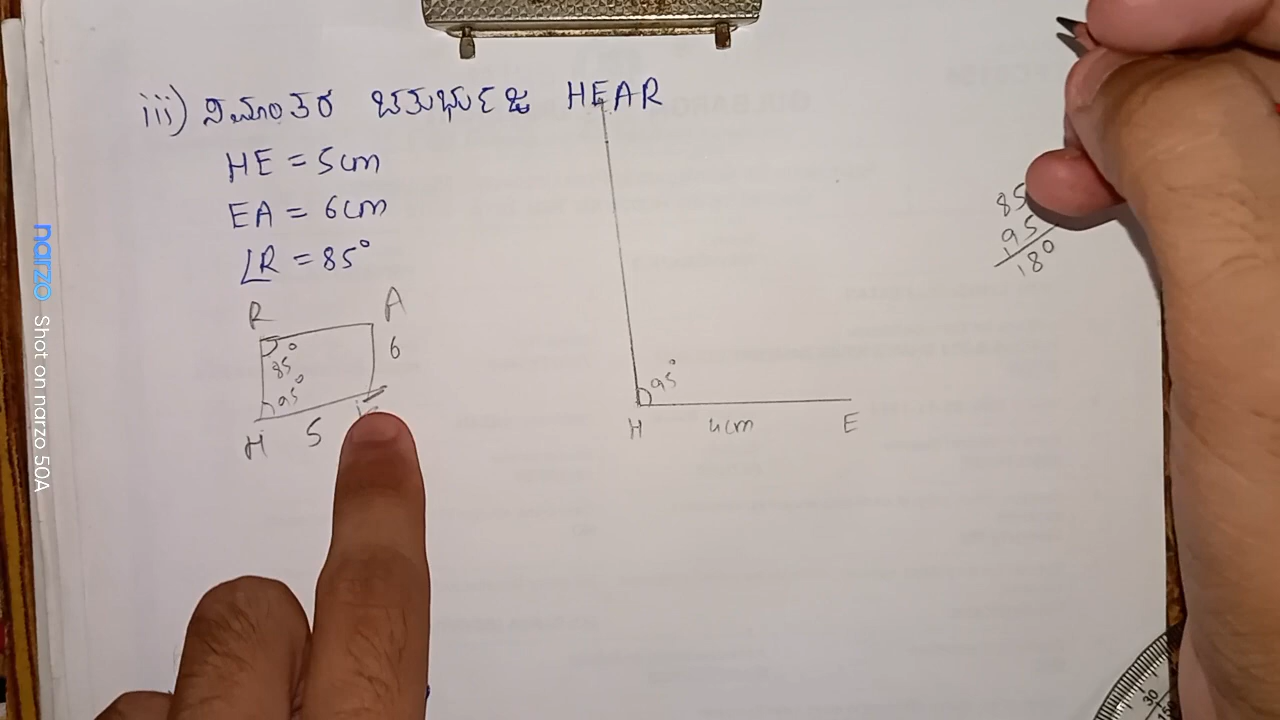 iii) ಸಮಾಂತರ ಚತುರ್ಭುಜ HEAR
HE = 5cm
EA = 6cm
∠R = 85°
R A
85° 6
95°
H 5
95°
H 4cm E
85
95
180
narzo Shot on narzo 50A
30